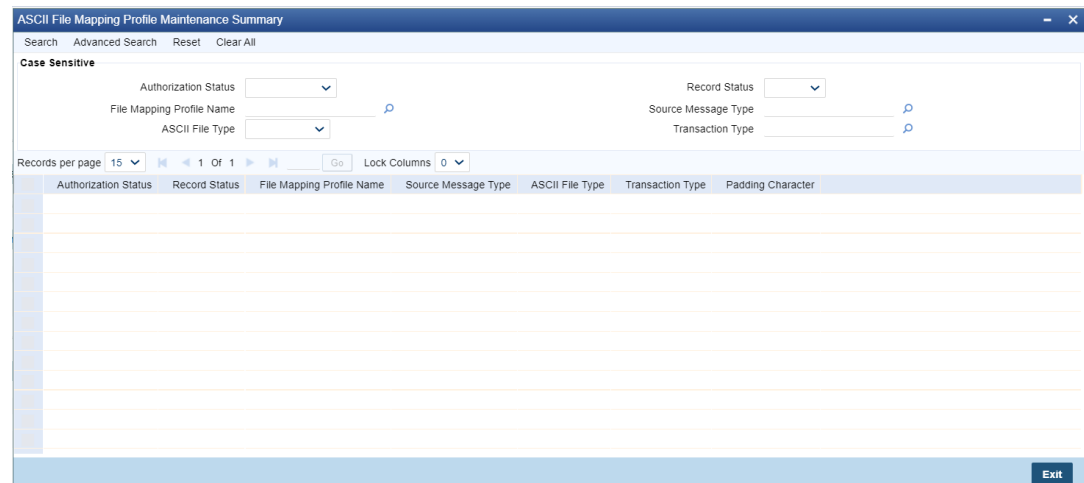 ASCII File Mapping Profile Maintenance Summary
Search Advanced Search Reset Clear All
Case Sensitive
Authorization Status Record Status
File Mapping Profile Name Source Message Type
ASCII File Type Transaction Type
Records per page 15 1 Of 1 Go Lock Columns 0
Authorization Status Record Status File Mapping Profile Name Source Message Type ASCII File Type Transaction Type Padding Character
Exit